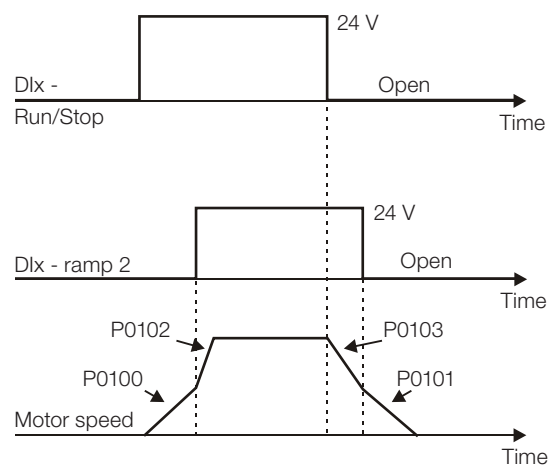 24 V
DIx -
Open
Run/Stop
Time
24 V
DIx - ramp 2
Open
Time
P0102
P0103
P0100
P0101
Motor speed
Time